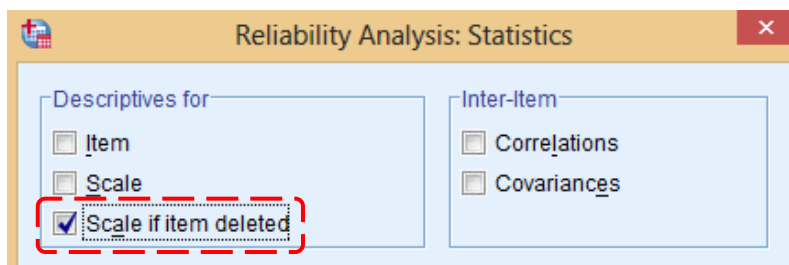 Reliability Analysis: Statistics
Descriptives for
Item
Scale
Scale if item deleted
Inter-Item
Correlations
Covariances